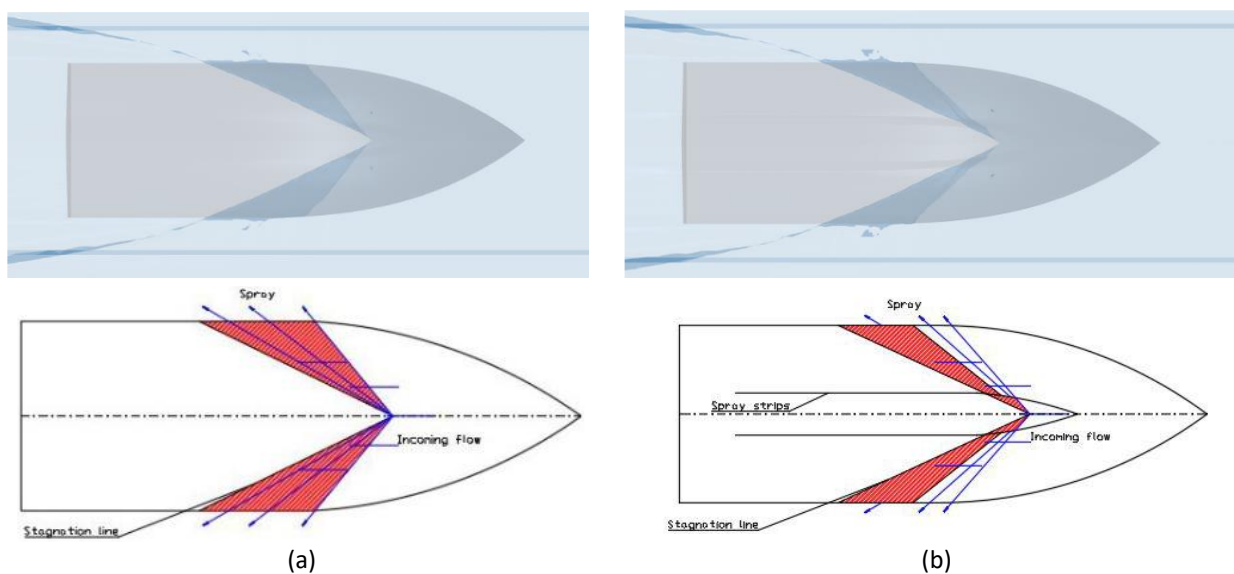 Spray
Incoming flow
Stagnation line
(a)
Spray
Spray strips
Incoming flow
Stagnation line
(b)